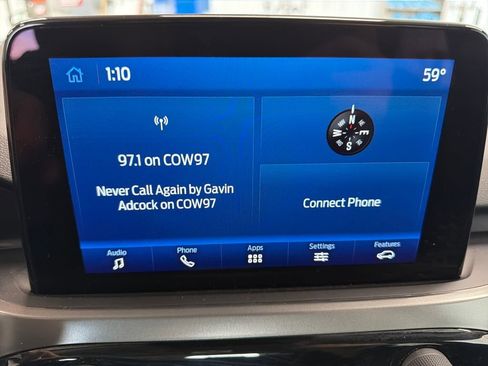 1:10
59°
97.1 on COW97
Never Call Again by Gavin
Adcock on COW97
N
E
S
W
Connect Phone
Audio
Phone
Apps
Settings
Features